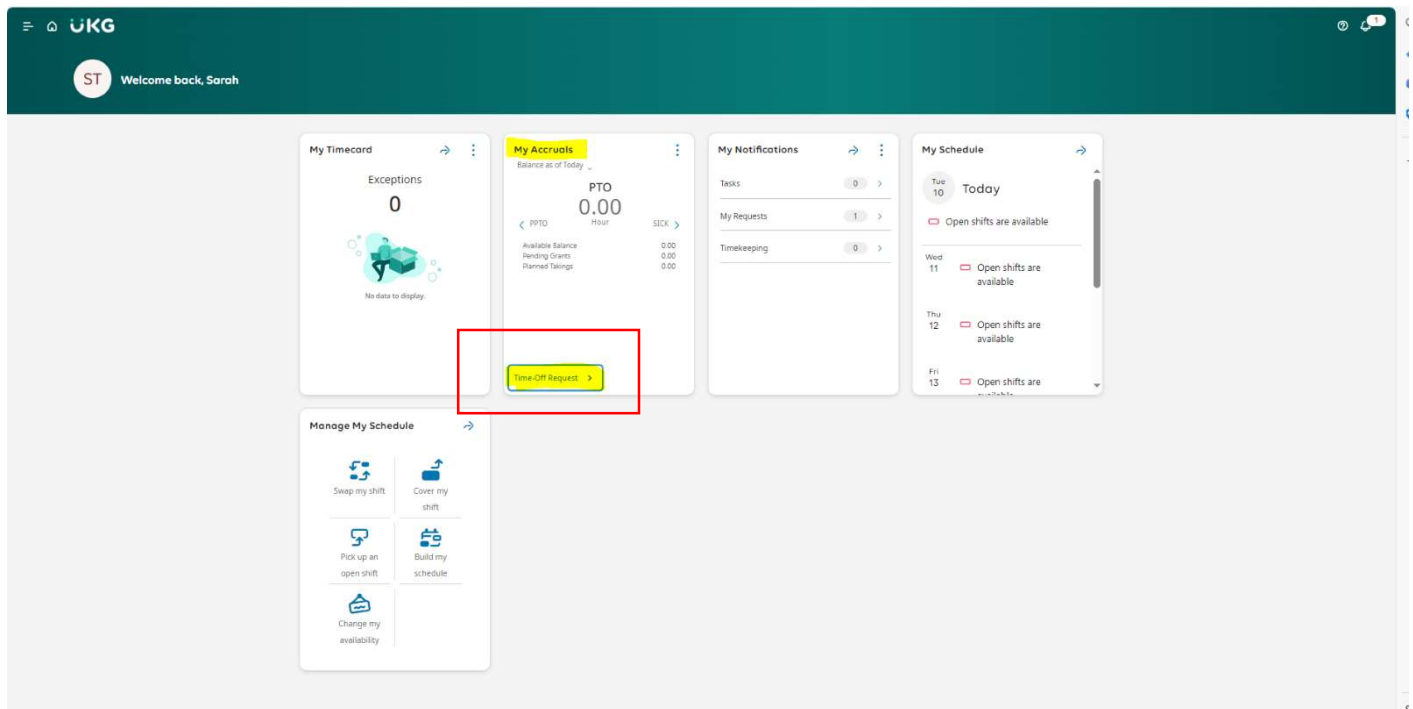 UKG
1
ST
Welcome back, Sarah
My Timecard
Exceptions
0
No data to display.
My Accruals
Balance as of Today
PTO
0.00
PPTO
Hour
SICK
Available Balance 0.00
Pending Grants 0.00
Planned Takings 0.00
Time-Off Request
My Notifications
Tasks 0
My Requests 1
Timekeeping 0
My Schedule
Tue
10
Today
Open shifts are available
Wed
11
Open shifts are
available
Thu
12
Open shifts are
available
Fri
13
Open shifts are
Manage My Schedule
Swap my shift
Cover my
shift
Pick up an
open shift
Build my
schedule
Change my
availability